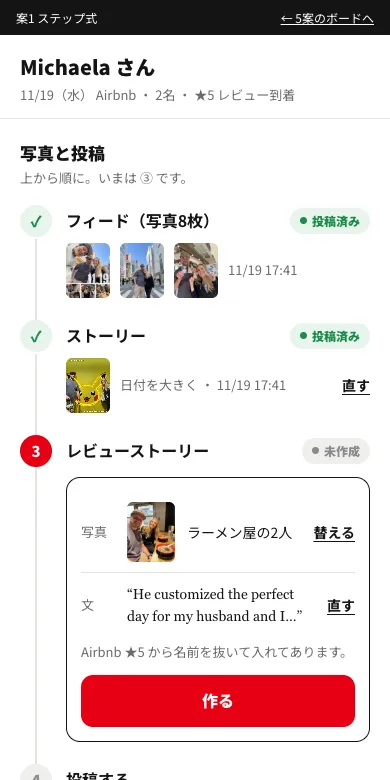 案1 ステップ式
← 5案のボードへ
Michaela さん
11/19（水） Airbnb ・ 2名 ・ ★5 レビュー到着
写真と投稿
上から順に。いまは ③ です。
✓ フィード（写真8枚） 投稿済み
11/19 17:41
✓ ストーリー 投稿済み
日付を大きく ・ 11/19 17:41 直す
3 レビューストーリー 未作成
写真 ラーメン屋の2人 替える
文 “He customized the perfect
day for my husband and I...” 直す
Airbnb ★5 から名前を抜いて入れてあります。
作る
4 投稿する